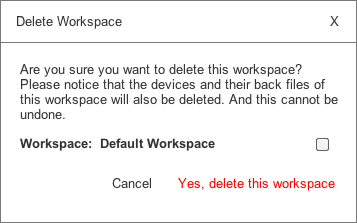 Delete Workspace X
Are you sure you want to delete this workspace?
Please notice that the devices and their back files of
this workspace will also be deleted. And this cannot be
undone.
Workspace: Default Workspace
Cancel Yes, delete this workspace